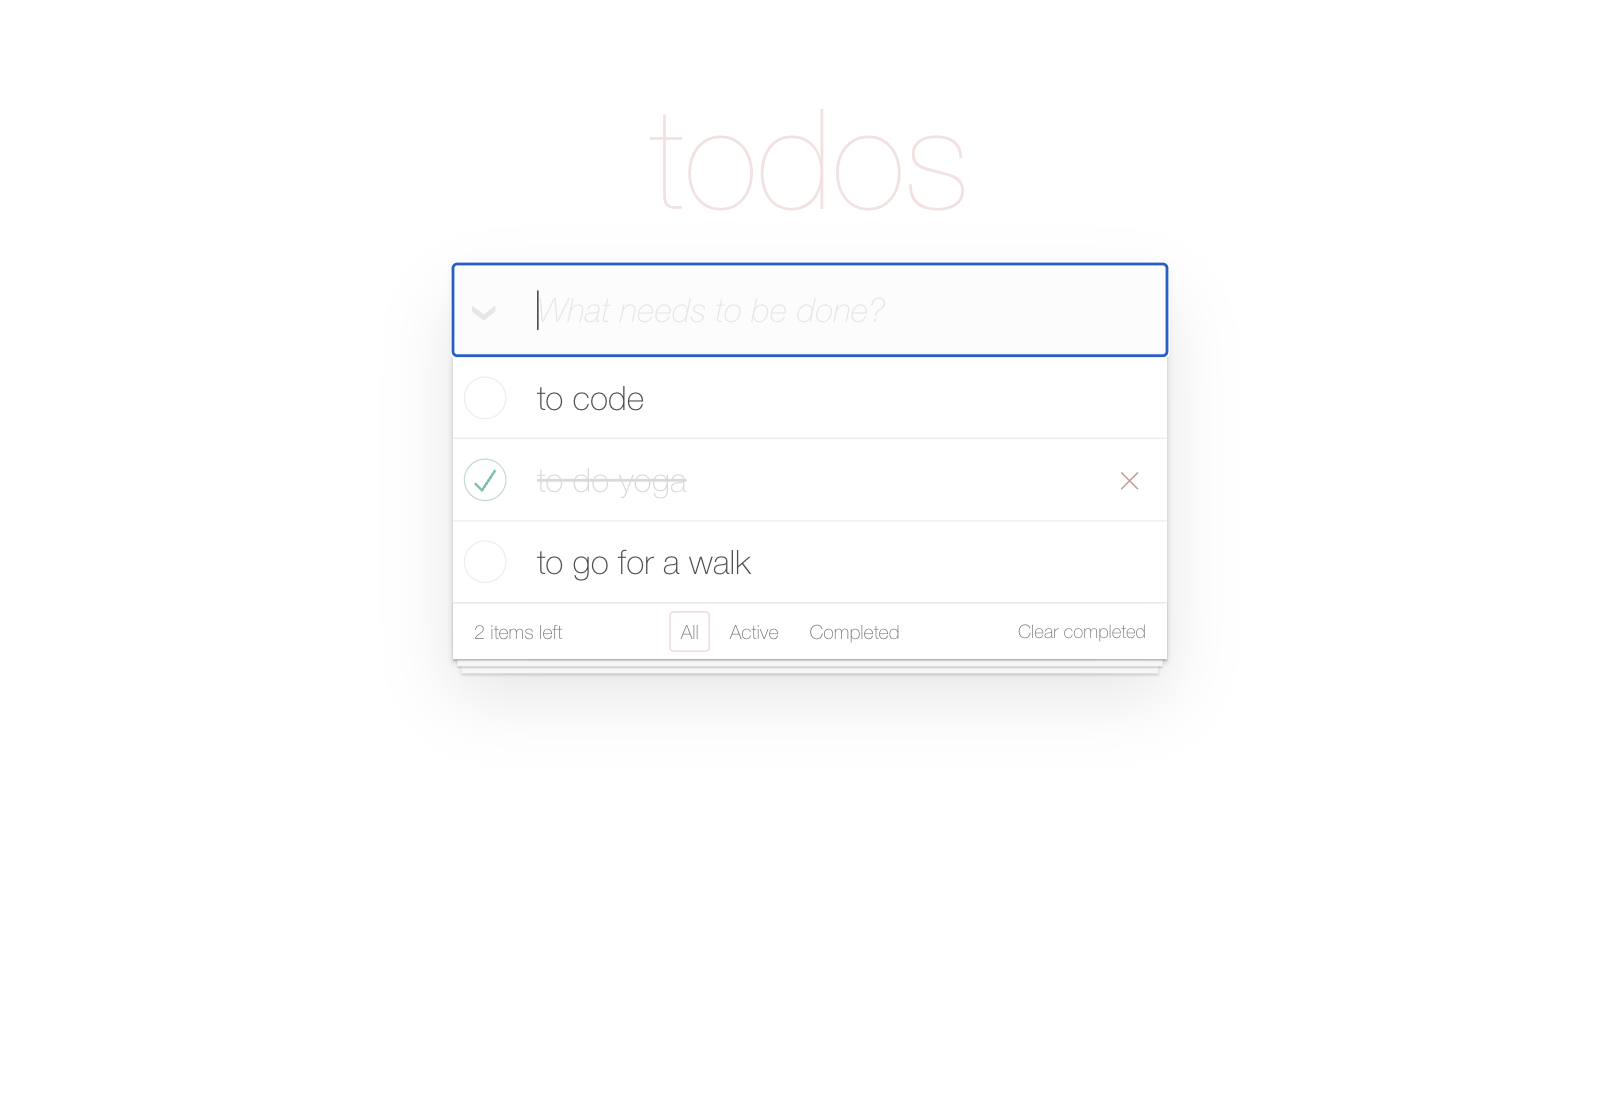 todos
What needs to be done?
to code
to do yoga
to go for a walk
2 items left All Active Completed Clear completed